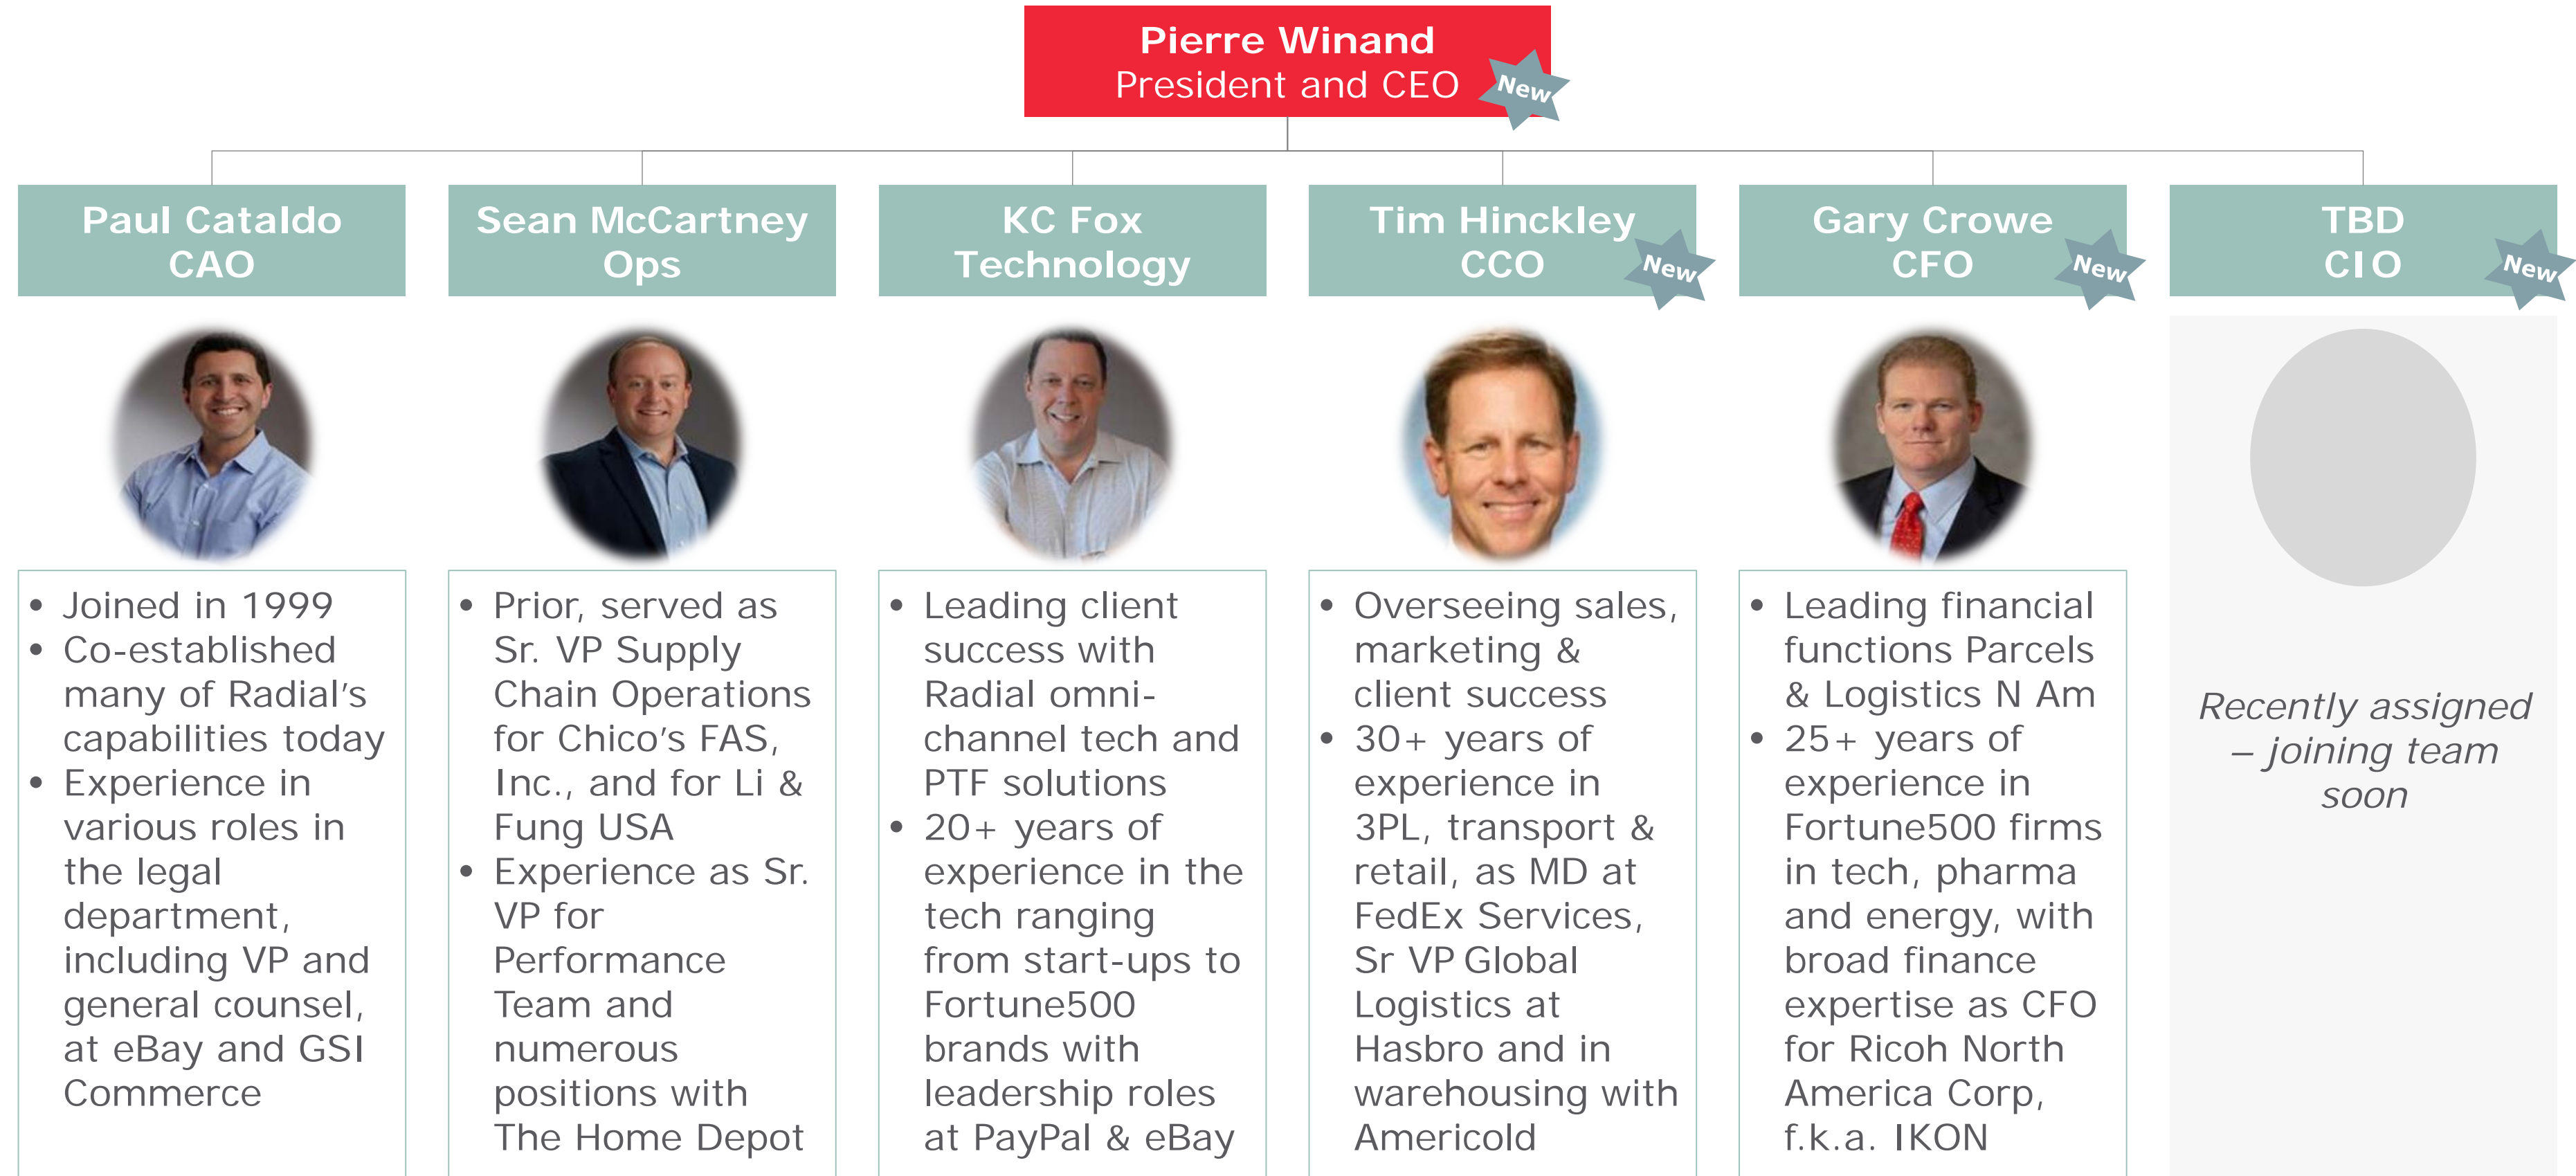 Pierre Winand
President and CEO
New
Paul Cataldo
CAO
Sean McCartney
Ops
KC Fox
Technology
Tim Hinckley
CCO
New
Gary Crowe
CFO
New
TBD
CIO
New
• Joined in 1999
• Co-established
many of Radial’s
capabilities today
• Experience in
various roles in
the legal
department,
including VP and
general counsel,
at eBay and GSI
Commerce
• Prior, served as
Sr. VP Supply
Chain Operations
for Chico’s FAS,
Inc., and for Li &
Fung USA
• Experience as Sr.
VP for
Performance
Team and
numerous
positions with
The Home Depot
• Leading client
success with
Radial omni-
channel tech and
PTF solutions
• 20+ years of
experience in the
tech ranging
from start-ups to
Fortune500
brands with
leadership roles
at PayPal & eBay
• Overseeing sales,
marketing &
client success
• 30+ years of
experience in
3PL, transport &
retail, as MD at
FedEx Services,
Sr VP Global
Logistics at
Hasbro and in
warehousing with
Americold
• Leading financial
functions Parcels
& Logistics N Am
• 25+ years of
experience in
Fortune500 firms
in tech, pharma
and energy, with
broad finance
expertise as CFO
for Ricoh North
America Corp,
f.k.a. IKON
Recently assigned
– joining team
soon